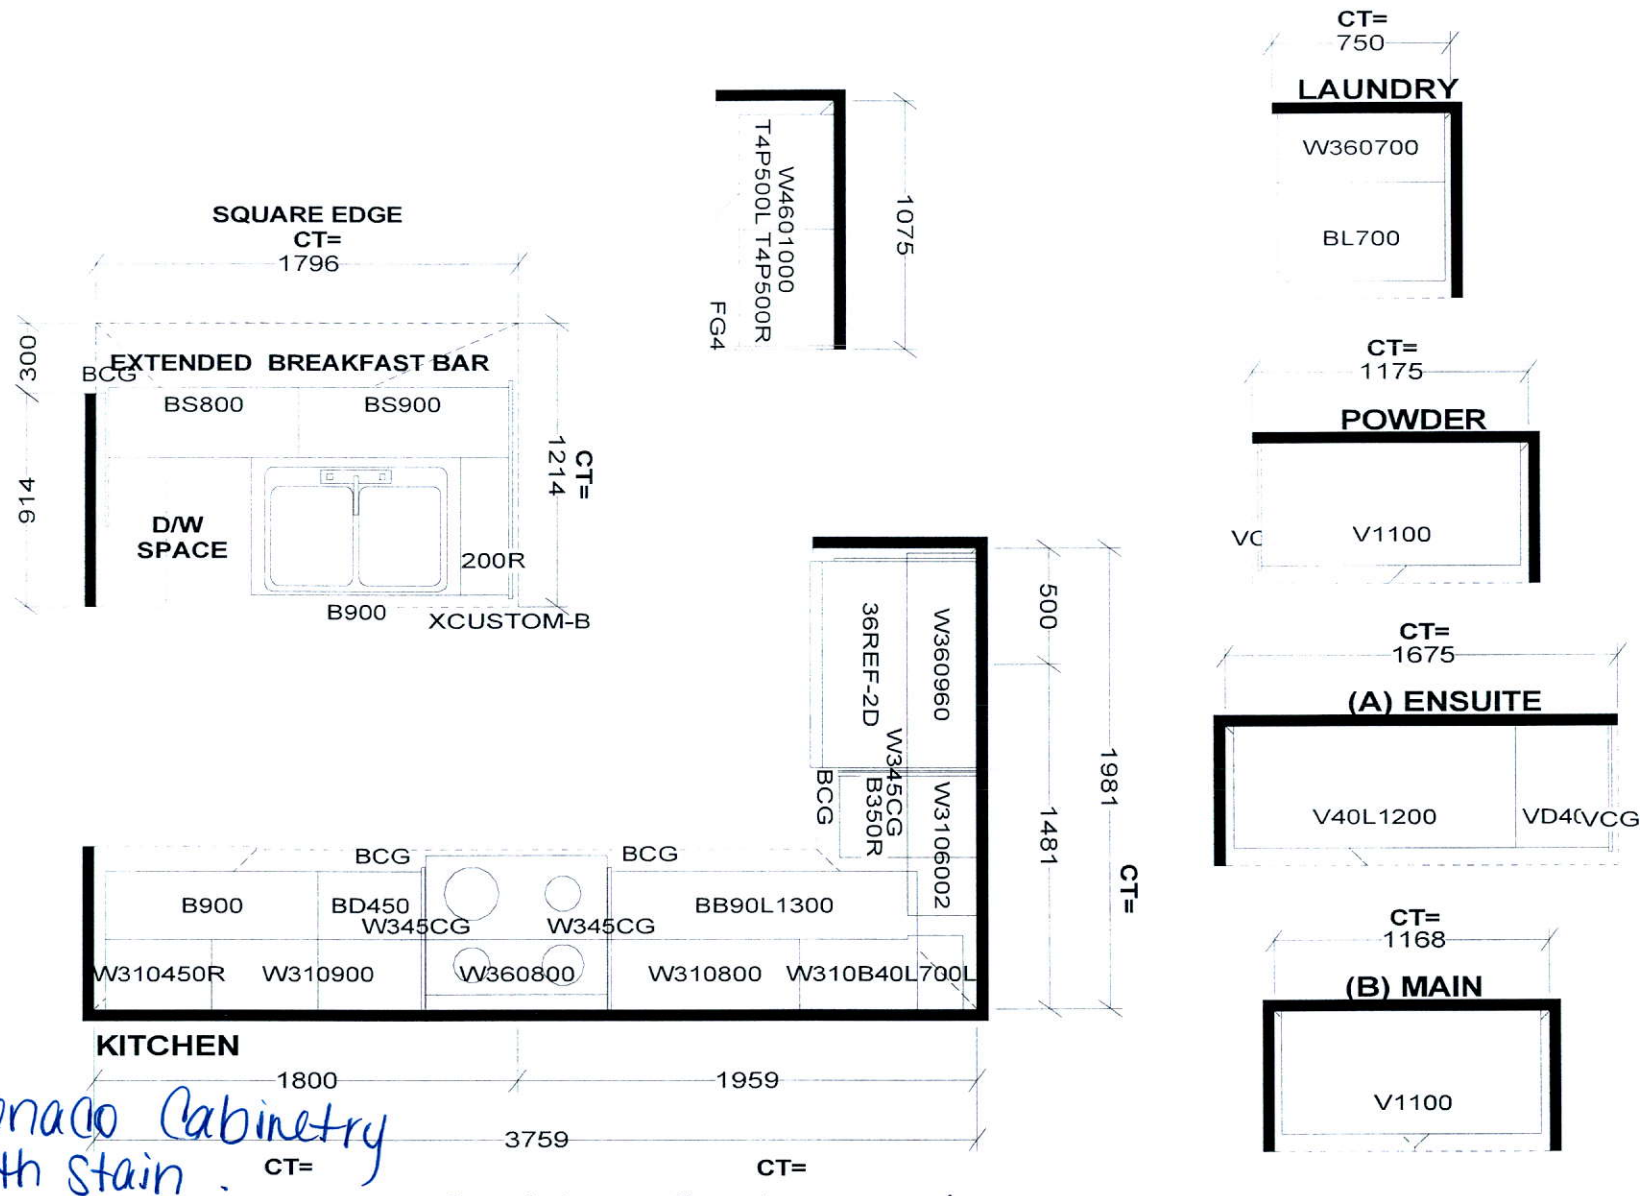 CT=
750
LAUNDRY
W360700
BL700
T4P500L T4P500R
W4601000
FG4
1075
SQUARE EDGE
CT=
1796
300
914
EXTENDED BREAKFAST BAR
BCG
BS800
BS900
CT=
1214
D/W
SPACE
200R
B900
XCUSTOM-B
CT=
1175
POWDER
VC
V1100
CT=
1675
(A) ENSUITE
V40L1200
VD40
VCG
CT=
1168
(B) MAIN
V1100
36REF-2D
W360960
500
W345CG
B350R
BCG
W3106002
1981
1481
CT=
BCG
BCG
B900
BD450
BB90L1300
W345CG
W345CG
W310450R
W310900
W360800
W310800
W310B40L700L
KITCHEN
1800
1959
3759
CT=
CT=
Cabinetry
Stain.